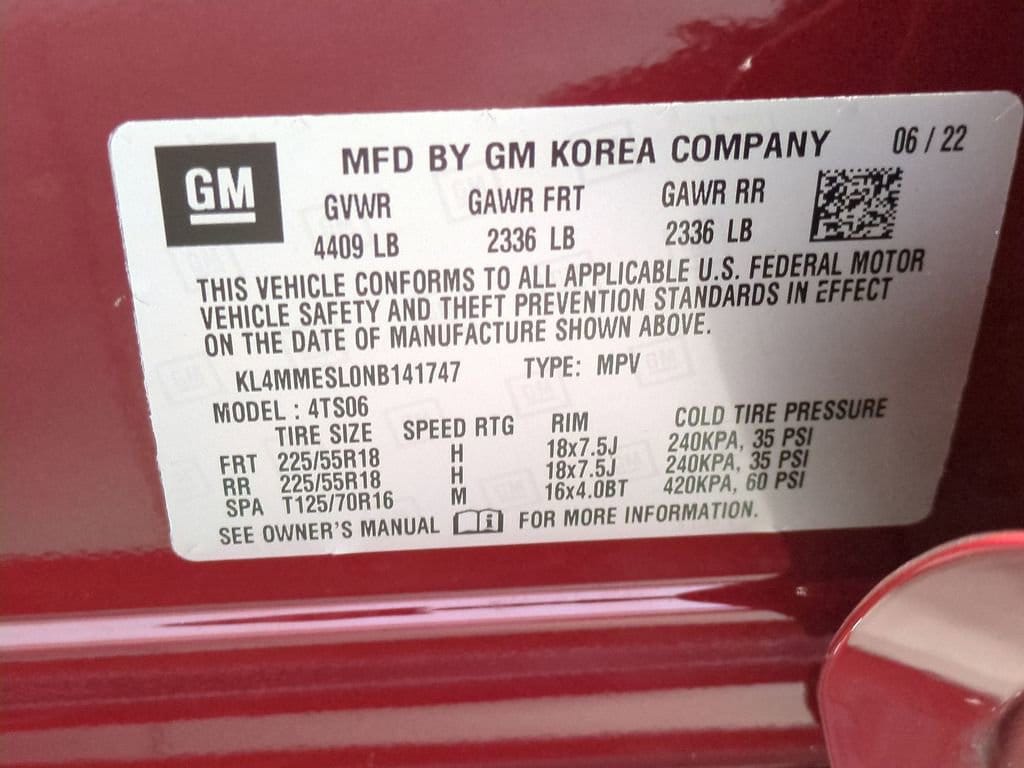 GM
MFD BY GM KOREA COMPANY 06 / 22
GVWR GAWR FRT GAWR RR
4409 LB 2336 LB 2336 LB
THIS VEHICLE CONFORMS TO ALL APPLICABLE U.S. FEDERAL MOTOR
VEHICLE SAFETY AND THEFT PREVENTION STANDARDS IN EFFECT
ON THE DATE OF MANUFACTURE SHOWN ABOVE.
KL4MMESL0NB141747 TYPE: MPV
MODEL : 4TS06
TIRE SIZE SPEED RTG RIM COLD TIRE PRESSURE
FRT 225/55R18 H 18x7.5J 240KPA, 35 PSI
RR 225/55R18 H 18x7.5J 240KPA, 35 PSI
SPA T125/70R16 M 16x4.0BT 420KPA, 60 PSI
SEE OWNER'S MANUAL FOR MORE INFORMATION.